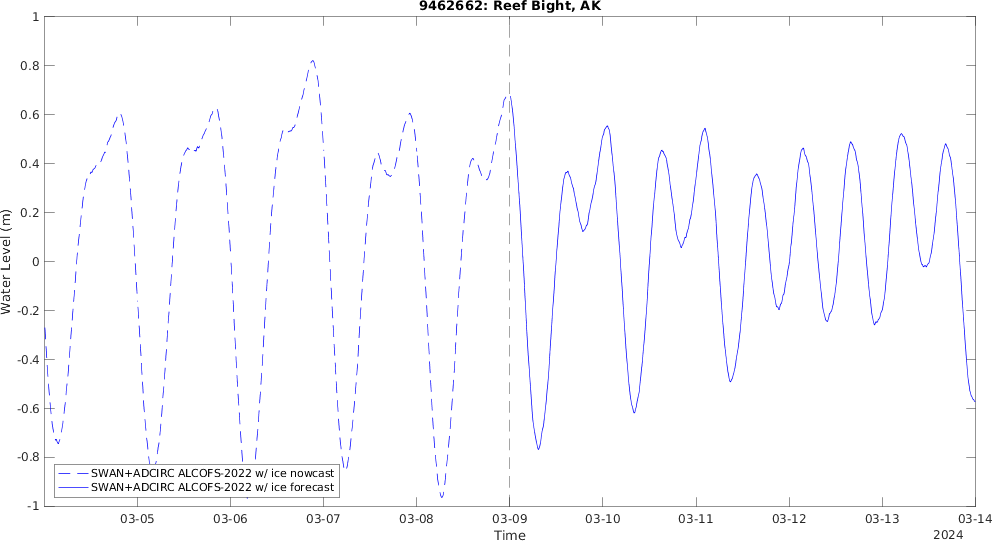 9462662: Reef Bight, AK
1
0.8
0.6
0.4
0.2
0
-0.2
-0.4
-0.6
-0.8
-1
Water Level (m)
SWAN+ADCIRC ALCOFS-2022 w/ ice nowcast
SWAN+ADCIRC ALCOFS-2022 w/ ice forecast
03-05 03-06 03-07 03-08 03-09 03-10 03-11 03-12 03-13 03-14
Time
2024